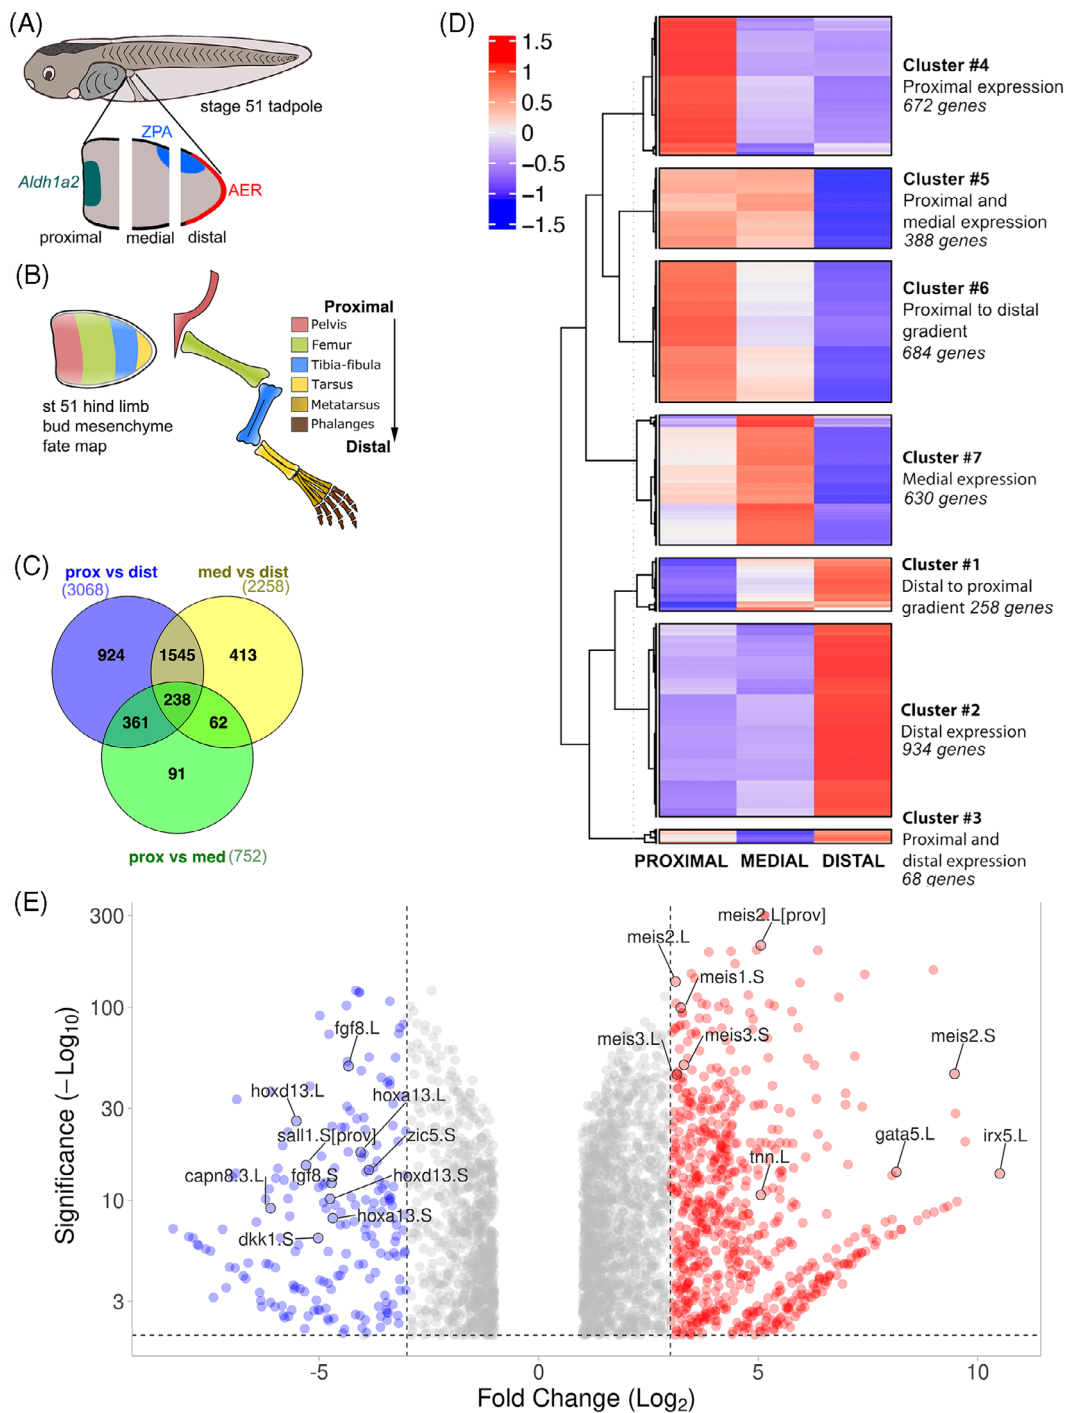 (A)
stage 51 tadpole
ZPA
Aldh1a2
AER
proximal medial distal
(B)
st 51 hind limb
bud mesenchyme
fate map
Proximal
Pelvis
Femur
Tibia-fibula
Tarsus
Metatarsus
Phalanges
Distal
(C)
prox vs dist
(3068)
med vs dist
(2258)
924
1545
413
238
361
62
91
prox vs med (752)
(D)
1.5
1
0.5
0
−0.5
−1
−1.5
Cluster #4
Proximal expression
672 genes
Cluster #5
Proximal and
medial expression
388 genes
Cluster #6
Proximal to distal
gradient
684 genes
Cluster #7
Medial expression
630 genes
Cluster #1
Distal to proximal
gradient 258 genes
Cluster #2
Distal expression
934 genes
Cluster #3
Proximal and
distal expression
68 genes
PROXIMAL MEDIAL DISTAL
(E)
Significance (−Log10)
300
100
30
10
3
meis2.L[prov]
meis2.L
meis1.S
meis3.L
meis3.S
meis2.S
gata5.L
irx5.L
tnn.L
fgf8.L
hoxd13.L
hoxa13.L
sall1.S[prov]
zic5.S
capn8.3.L
fgf8.S
hoxd13.S
hoxa13.S
dkk1.S
-5
0
5
10
Fold Change (Log2)